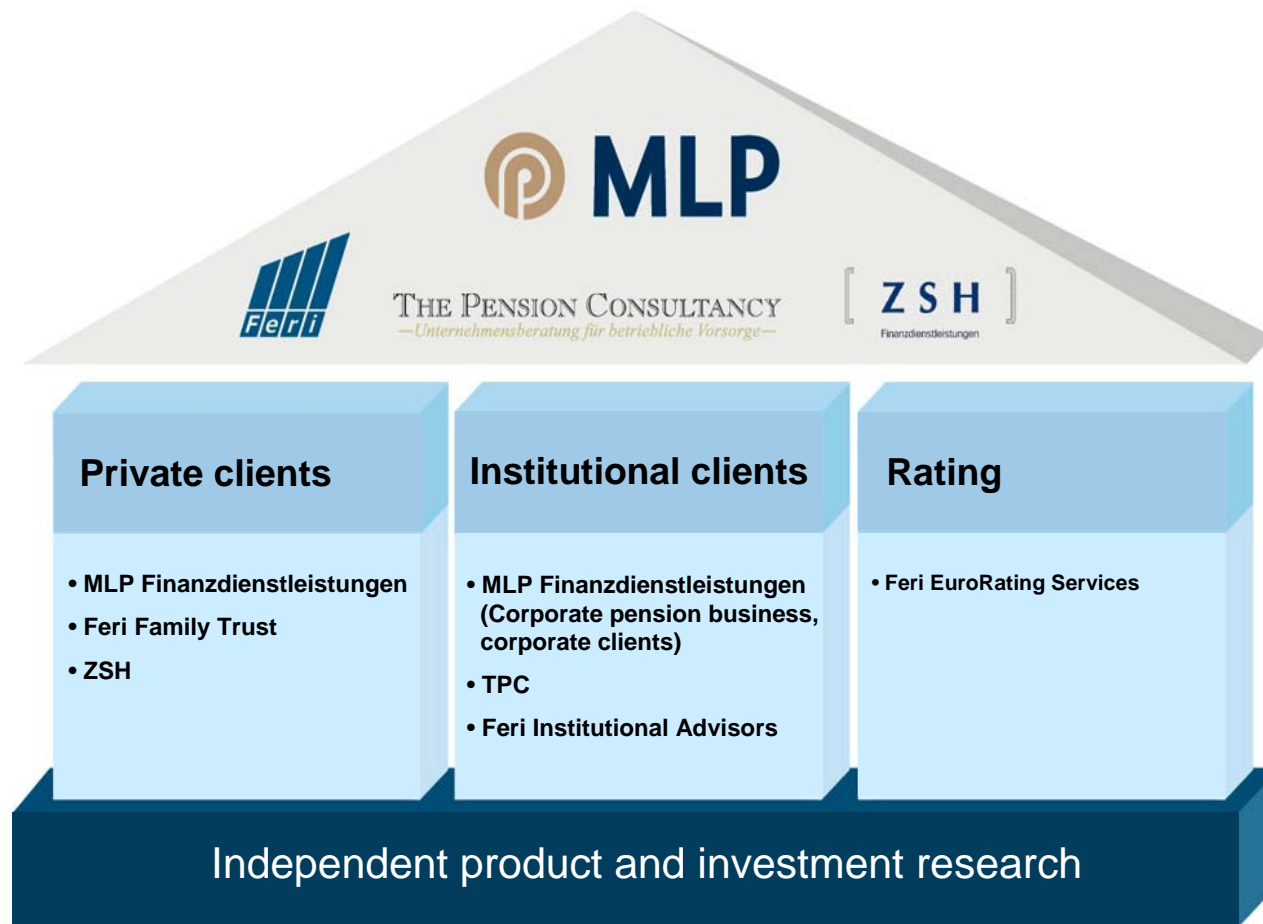 MLP
Feri
THE PENSION CONSULTANCY
—Unternehmensberatung für betriebliche Vorsorge—
[ ZSH ]
Finanzdienstleistungen
Private clients
• MLP Finanzdienstleistungen
• Feri Family Trust
• ZSH
Institutional clients
• MLP Finanzdienstleistungen
(Corporate pension business,
corporate clients)
• TPC
• Feri Institutional Advisors
Rating
• Feri EuroRating Services
Independent product and investment research